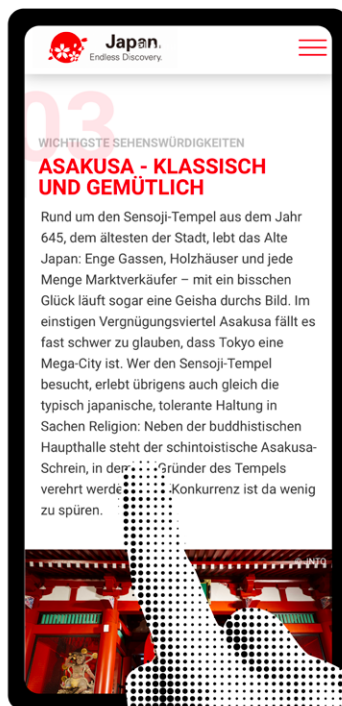 Japan.
Endless Discovery.
03
WICHTIGSTE SEHENSWÜRDIGKEITEN
ASAKUSA - KLASSISCH
UND GEMÜTLICH
Rund um den Sensoji-Tempel aus dem Jahr
645, dem ältesten der Stadt, lebt das Alte
Japan: Enge Gassen, Holzhäuser und jede
Menge Marktverkäufer – mit ein bisschen
Glück läuft sogar eine Geisha durchs Bild. Im
einstigen Vergnügungsviertel Asakusa fällt es
fast schwer zu glauben, dass Tokyo eine
Mega-City ist. Wer den Sensoji-Tempel
besucht, erlebt übrigens auch gleich die
typisch japanische, tolerante Haltung in
Sachen Religion: Neben der buddhistischen
Haupthalle steht der schintoistische Asakusa-
Schrein, in dem Gründer des Tempels
verehrt Konkurrenz ist da wenig
zu spüren.
© JNTO